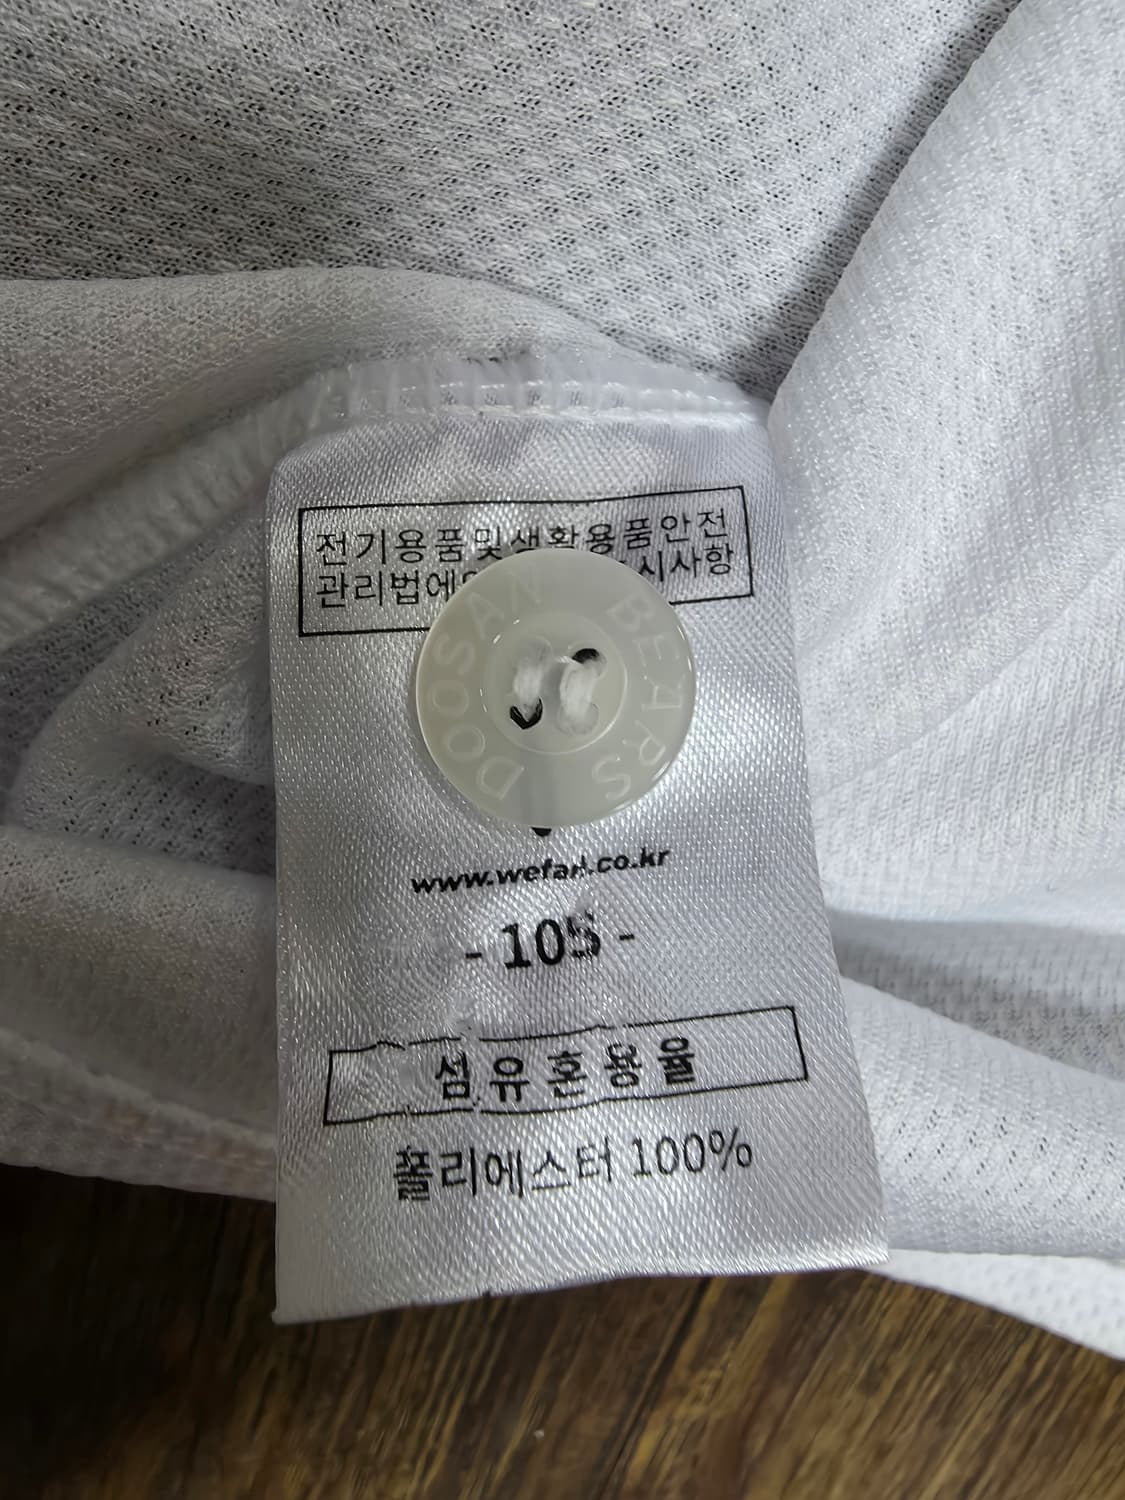 전기용품및생활용품안전
관리법에 시사항
DOOSAN BEARS
www.wefan.co.kr
- 105 -
섬유혼용율
폴리에스터 100%